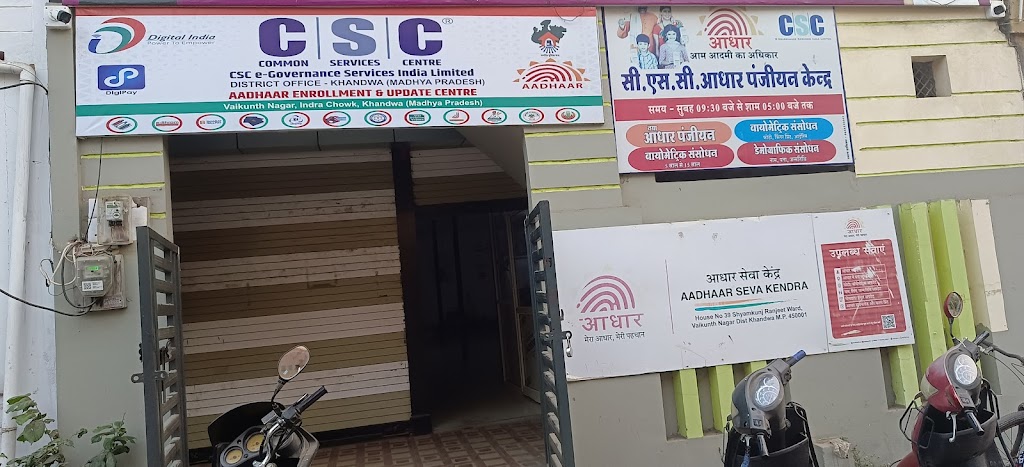 Digital India
Power To Empower
DigiPay
CSC®
COMMON SERVICES CENTRE
CSC e-Governance Services India Limited
DISTRICT OFFICE - KHANDWA (MADHYA PRADESH)
AADHAAR ENROLLMENT & UPDATE CENTRE
Vaikunth Nagar, Indra Chowk, Khandwa (Madhya Pradesh)
AADHAAR
आधार
आम आदमी का अधिकार
CSC
सी.एस.सी.आधार पंजीयन केन्द्र
समय - सुबह 09:30 बजे से शाम 05:00 बजे तक
आधार पंजीयन
बायोमेट्रिक संसोधन
बायोमेट्रिक संसोधन
डेमोग्राफिक संसोधन
आधार
मेरा आधार, मेरी पहचान
आधार सेवा केंद्र
AADHAAR SEVA KENDRA
House No 38 Shyamkunj Ranjeet Ward,
Vaikunth Nagar Dist Khandwa M.P. 450001
आधार
उपलब्ध सेवाएं